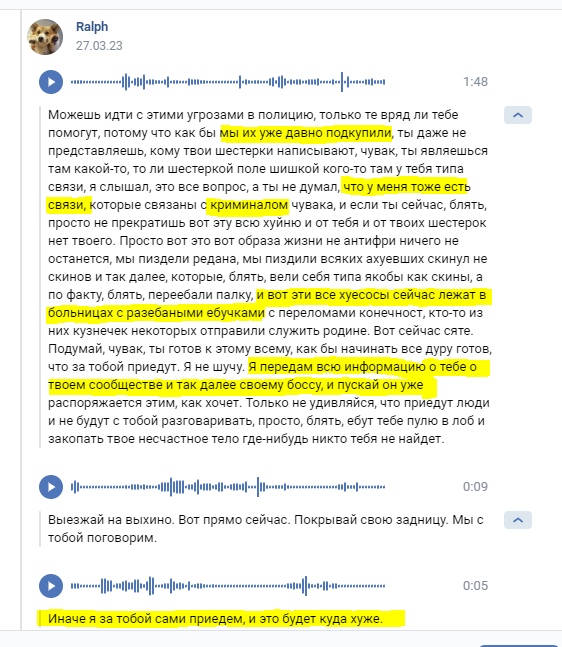 Ralph
27.03.23
1:48
Можешь идти с этими угрозами в полицию, только те вряд ли тебе
помогут, потому что как бы мы их уже давно подкупили, ты даже не
представляешь, кому твои шестерки написывают, чувак, ты являешься
там какой-то, то ли шестеркой поле шишкой кого-то там у тебя типа
связи, я слышал, это все вопрос, а ты не думал, что у меня тоже есть
связи, которые связаны с криминалом чувака, и если ты сейчас, блять,
просто не прекратишь вот эту всю хуйню и от тебя и от твоих шестерок
нет твоего. Просто вот это вот образа жизни не антифри ничего не
останется, мы пиздели редана, мы пиздили всяких ахуевших скинул не
скинов и так далее, которые, блять, вели себя типа якобы как скины, а
по факту, блять, переебали палку, и вот эти все хуесосы сейчас лежат в
больницах с разебаными ебучками с переломами конечност, кто-то из
них кузнечек некоторых отправили служить родине. Вот сейчас сяте.
Подумай, чувак, ты готов к этому всему, как бы начинать все дуру готов,
что за тобой приедут. Я не шучу. Я передам всю информацию о тебе о
твоем сообществе и так далее своему боссу, и пускай он уже
распоряжается этим, как хочет. Только не удивляйся, что приедут люди
и не будут с тобой разговаривать, просто, блять, ебут тебе пулю в лоб и
закопать твое несчастное тело где-нибудь никто тебя не найдет.
0:09
Выезжай на выхино. Вот прямо сейчас. Покрывай свою задницу. Мы с
тобой поговорим.
0:05
Иначе я за тобой сами приедем, и это будет куда хуже.